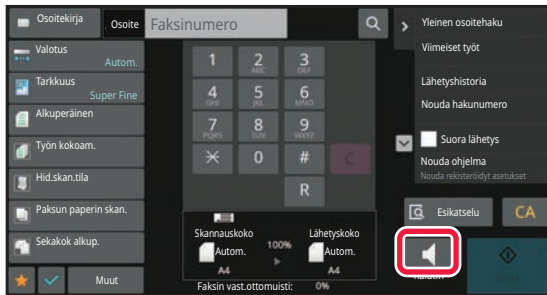 Osoitekirja
Osoite
Faksinumero
Valotus
Autom.
Tarkkuus
Super Fine
Alkuperäinen
Työn kokoam.
Hid.skan.tila
Paksun paperin skan.
Sekakok alkup.
Muut
1
2
ABC
3
DEF
4
GHI
5
JKL
6
MNO
7
PQRS
8
TUV
9
WXYZ
0
#
C
R
Skannauskoko
Lähetyskoko
Autom.
100%
Autom.
A4
A4
Faksin vast.ottomuisti:
0%
Yleinen osoitehaku
Viimeiset työt
Lähetyshistoria
Nouda hakunumero
Suora lähetys
Nouda ohjelma
Nouda rekisteröidyt asetukset
Esikatselu
CA